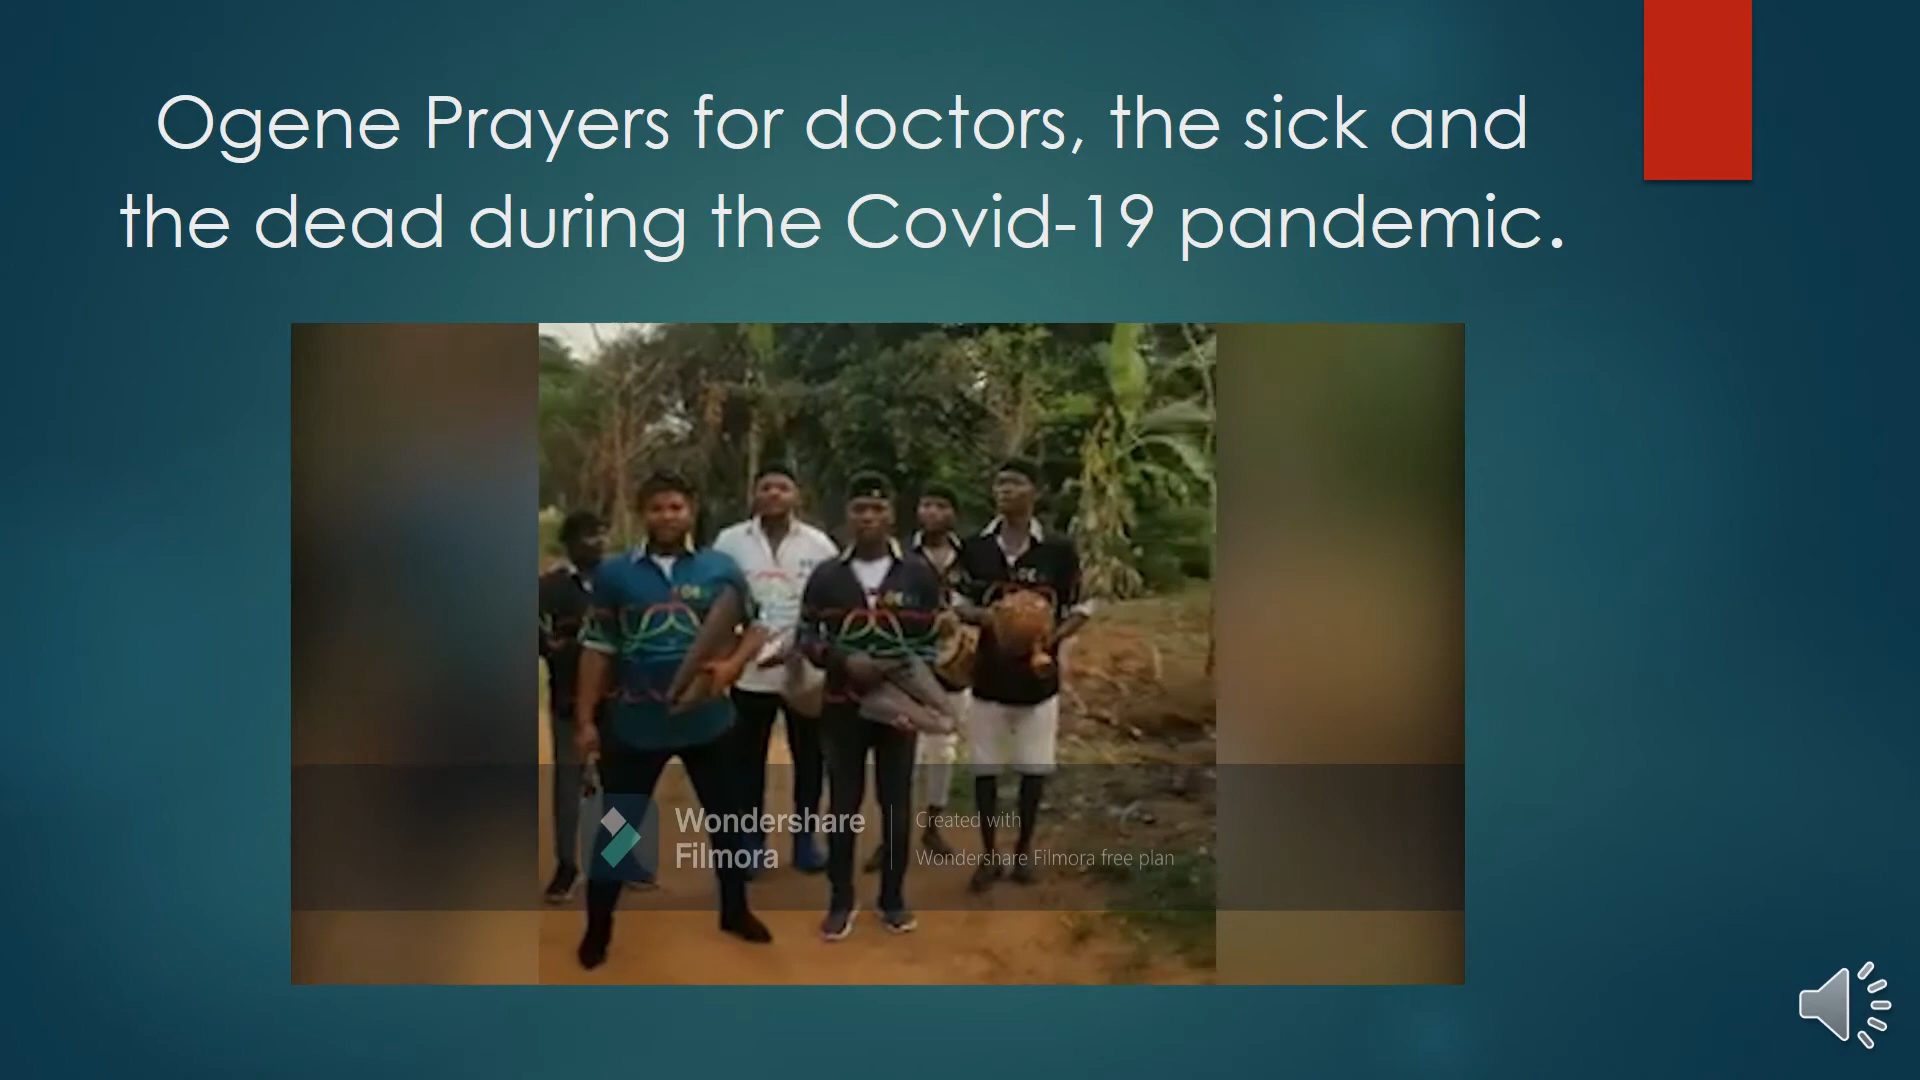 Ogene Prayers for doctors, the sick and
the dead during the Covid-19 pandemic.
Wondershare
Filmora
Created with
Wondershare Filmora free plan